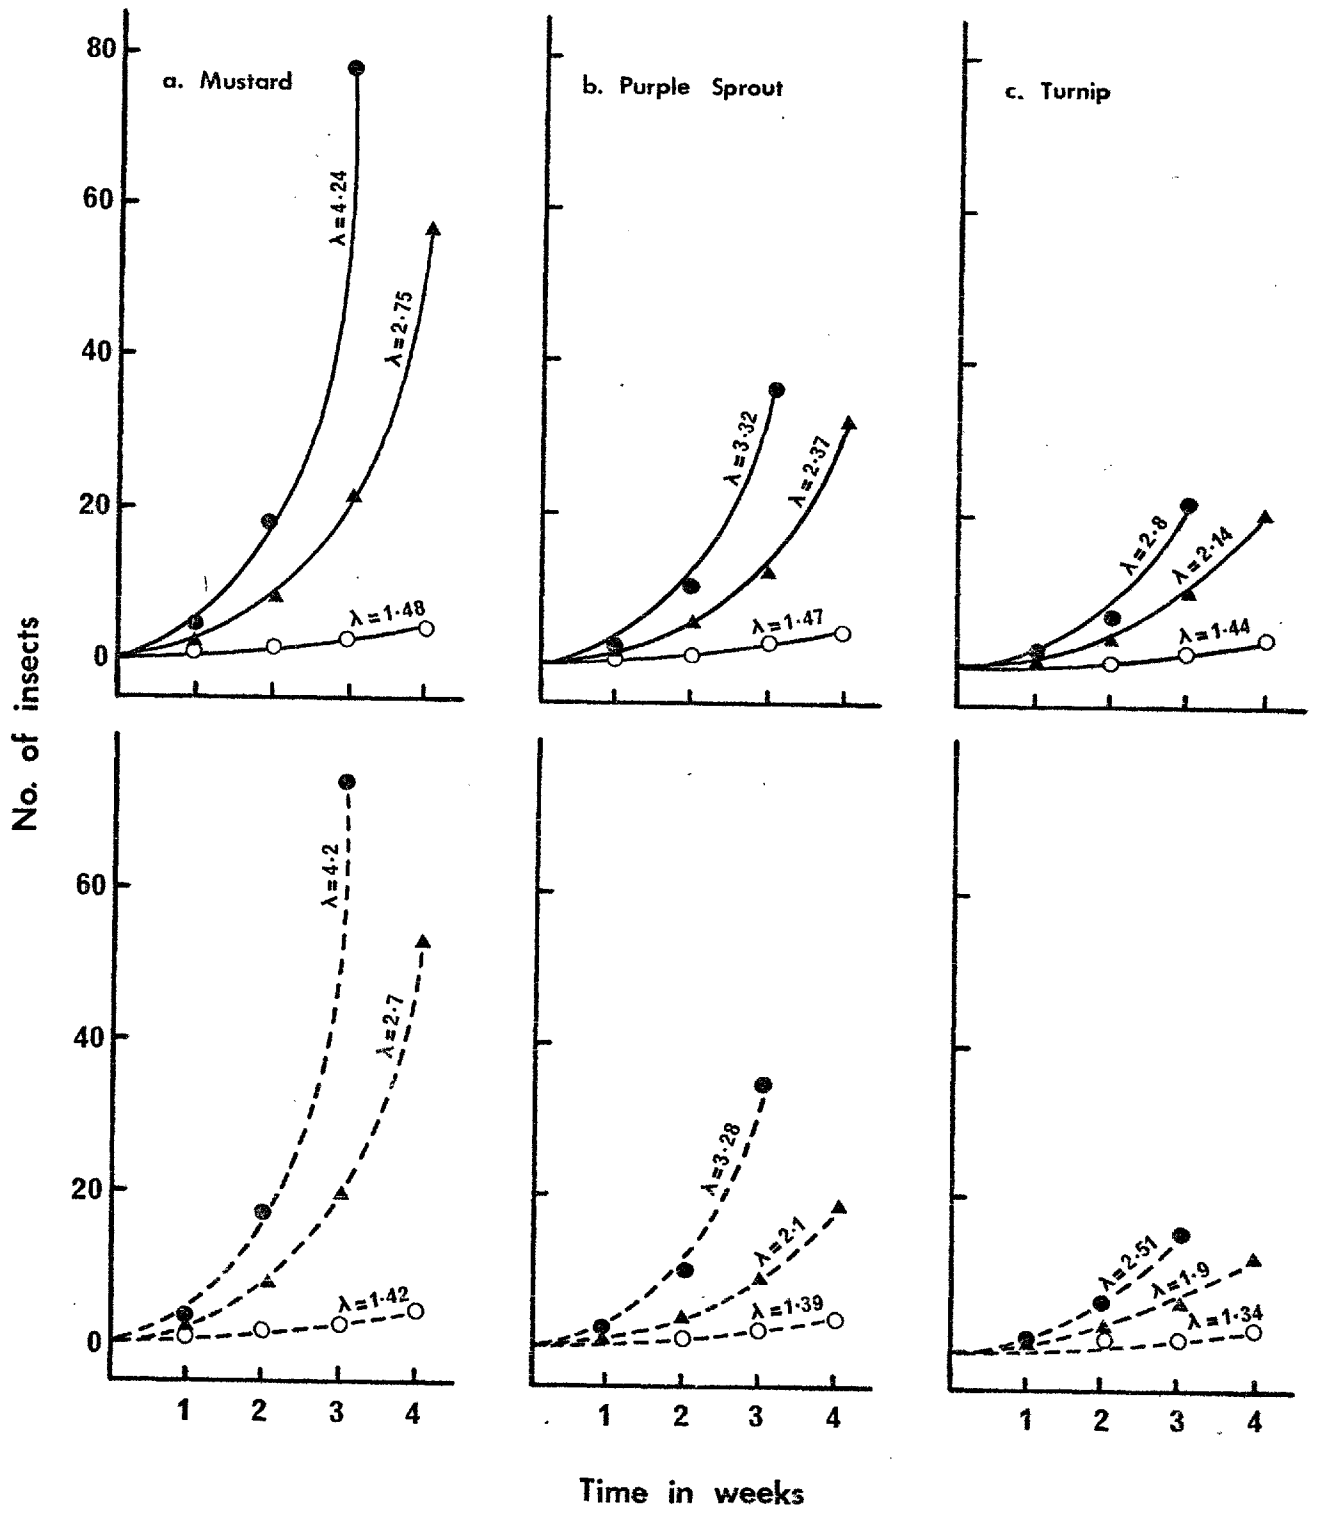 No. of insects
80
60
40
20
0
a. Mustard
λ=4·24
λ=2·75
λ=1·48
b. Purple Sprout
λ=3·32
λ=2·37
λ=1·47
c. Turnip
λ=2·8
λ=2·14
λ=1·44
60
40
20
0
λ=4·2
λ=2·7
λ=1·42
λ=3·28
λ=2·1
λ=1·39
λ=2·51
λ=1·9
λ=1·34
1 2 3 4
1 2 3 4
1 2 3 4
Time in weeks